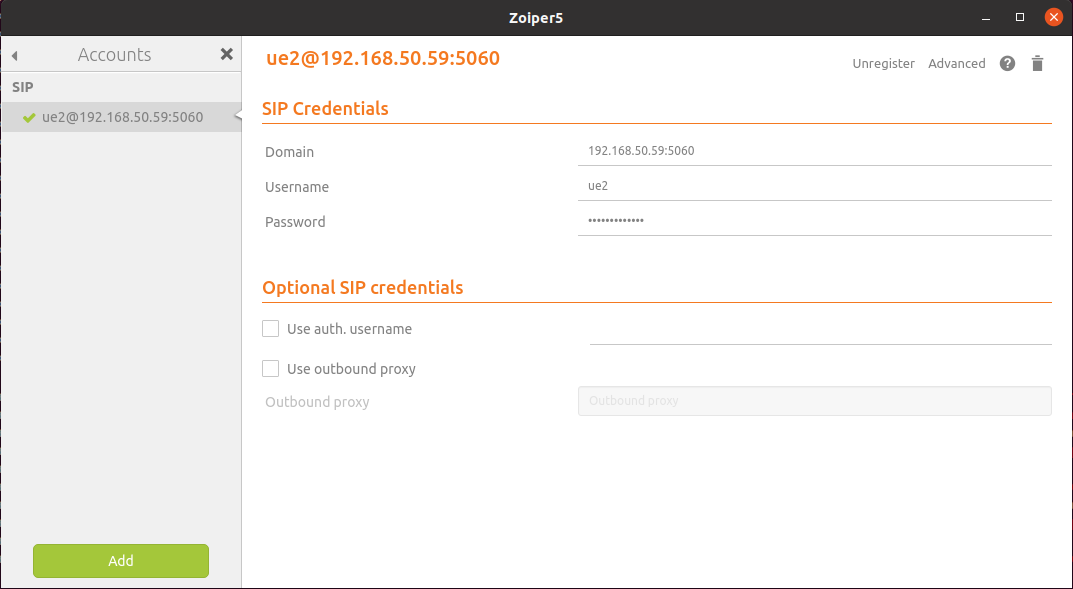 Zoiper5
Accounts
SIP
ue2@192.168.50.59:5060
Add
ue2@192.168.50.59:5060
Unregister Advanced ?
SIP Credentials
Domain 192.168.50.59:5060
Username ue2
Password •••••••••••••
Optional SIP credentials
Use auth. username
Use outbound proxy
Outbound proxy Outbound proxy